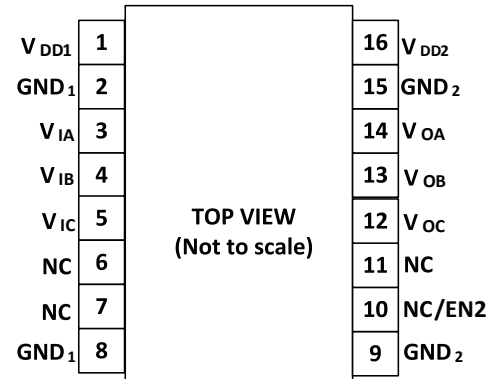 V DD1 1 16 V DD2
GND 1 2 15 GND 2
V IA 3 14 V OA
V IB 4 13 V OB
V IC 5 12 V OC
TOP VIEW
(Not to scale)
NC 6 11 NC
NC 7 10 NC/EN2
GND 1 8 9 GND 2